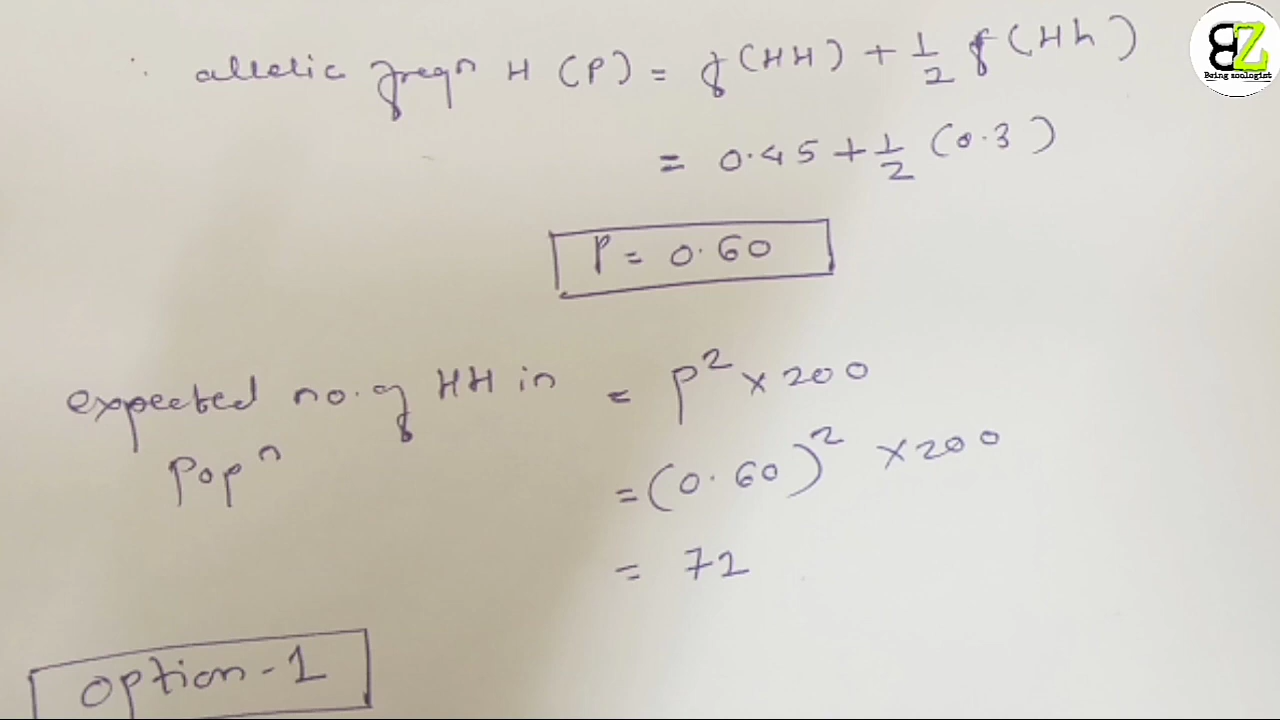 ∴ allelic freqn H (P) = f(HH) + 1/2 f(Hh)
= 0.45 + 1/2 (0.3)
P = 0.60
expected no. of HH in popn = p² × 200
= (0.60)² × 200
= 72
Option-1
BZ
Being zoologist